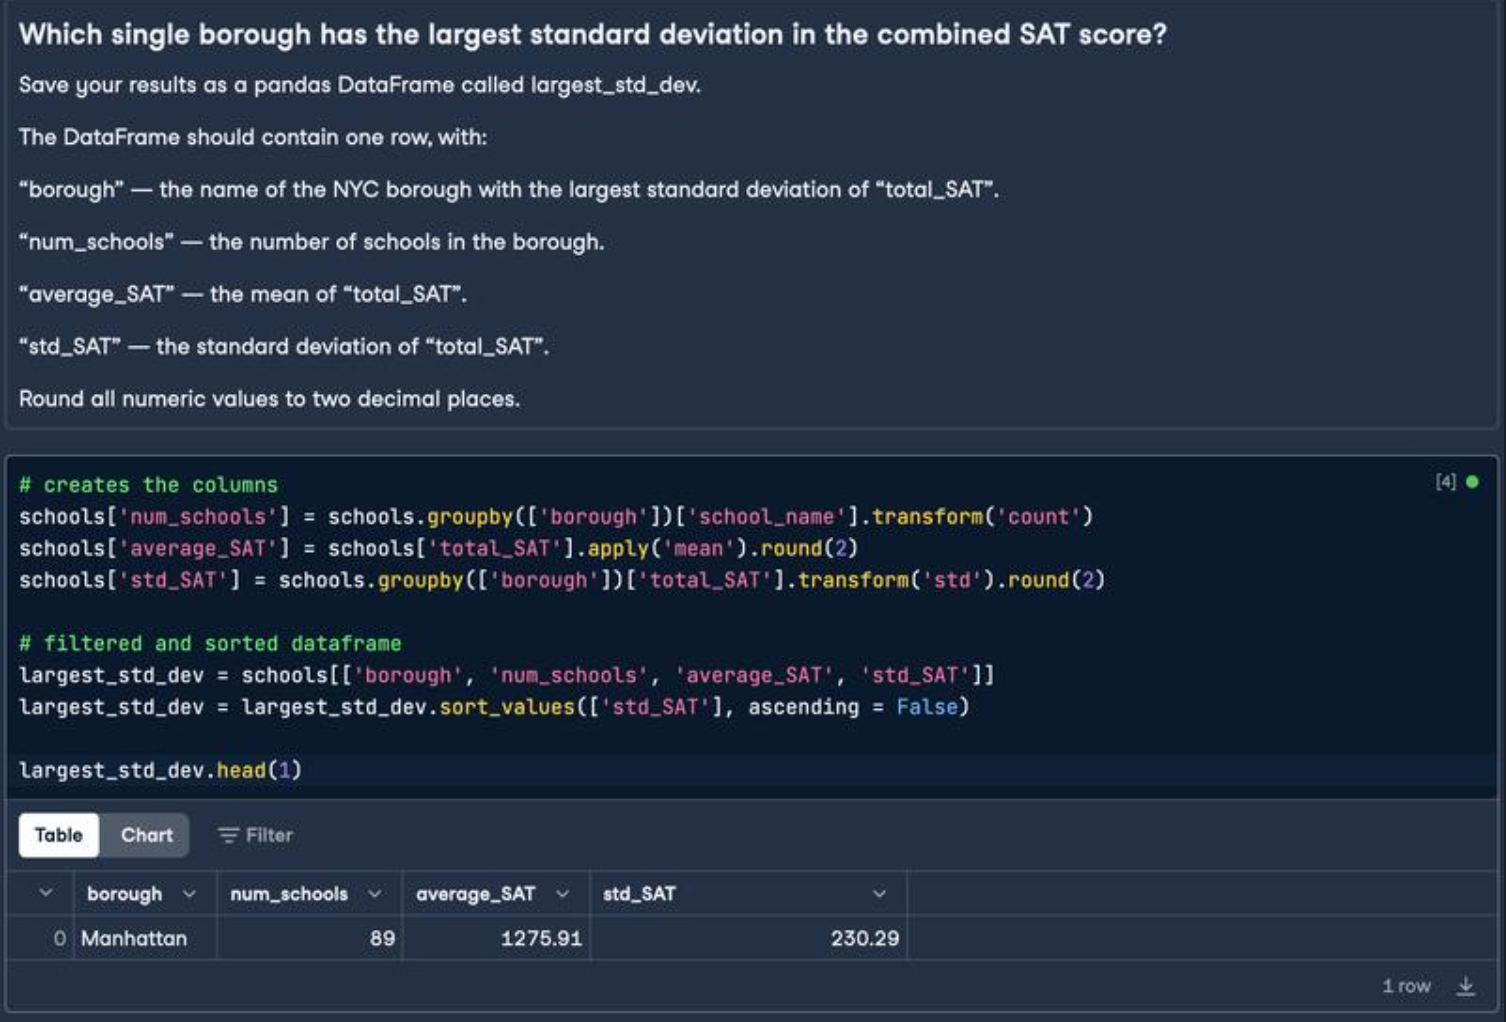 Which single borough has the largest standard deviation in the combined SAT score?
Save your results as a pandas DataFrame called largest_std_dev.
The DataFrame should contain one row, with:
“borough” — the name of the NYC borough with the largest standard deviation of “total_SAT”.
“num_schools” — the number of schools in the borough.
“average_SAT” — the mean of “total_SAT”.
“std_SAT” — the standard deviation of “total_SAT”.
Round all numeric values to two decimal places.
# creates the columns
[4]
schools['num_schools'] = schools.groupby(['borough'])['school_name'].transform('count')
schools['average_SAT'] = schools['total_SAT'].apply('mean').round(2)
schools['std_SAT'] = schools.groupby(['borough'])['total_SAT'].transform('std').round(2)
# filtered and sorted dataframe
largest_std_dev = schools[['borough', 'num_schools', 'average_SAT', 'std_SAT']]
largest_std_dev = largest_std_dev.sort_values(['std_SAT'], ascending = False)
largest_std_dev.head(1)
Table Chart Filter
borough num_schools average_SAT std_SAT
0 Manhattan 89 1275.91 230.29
1 row